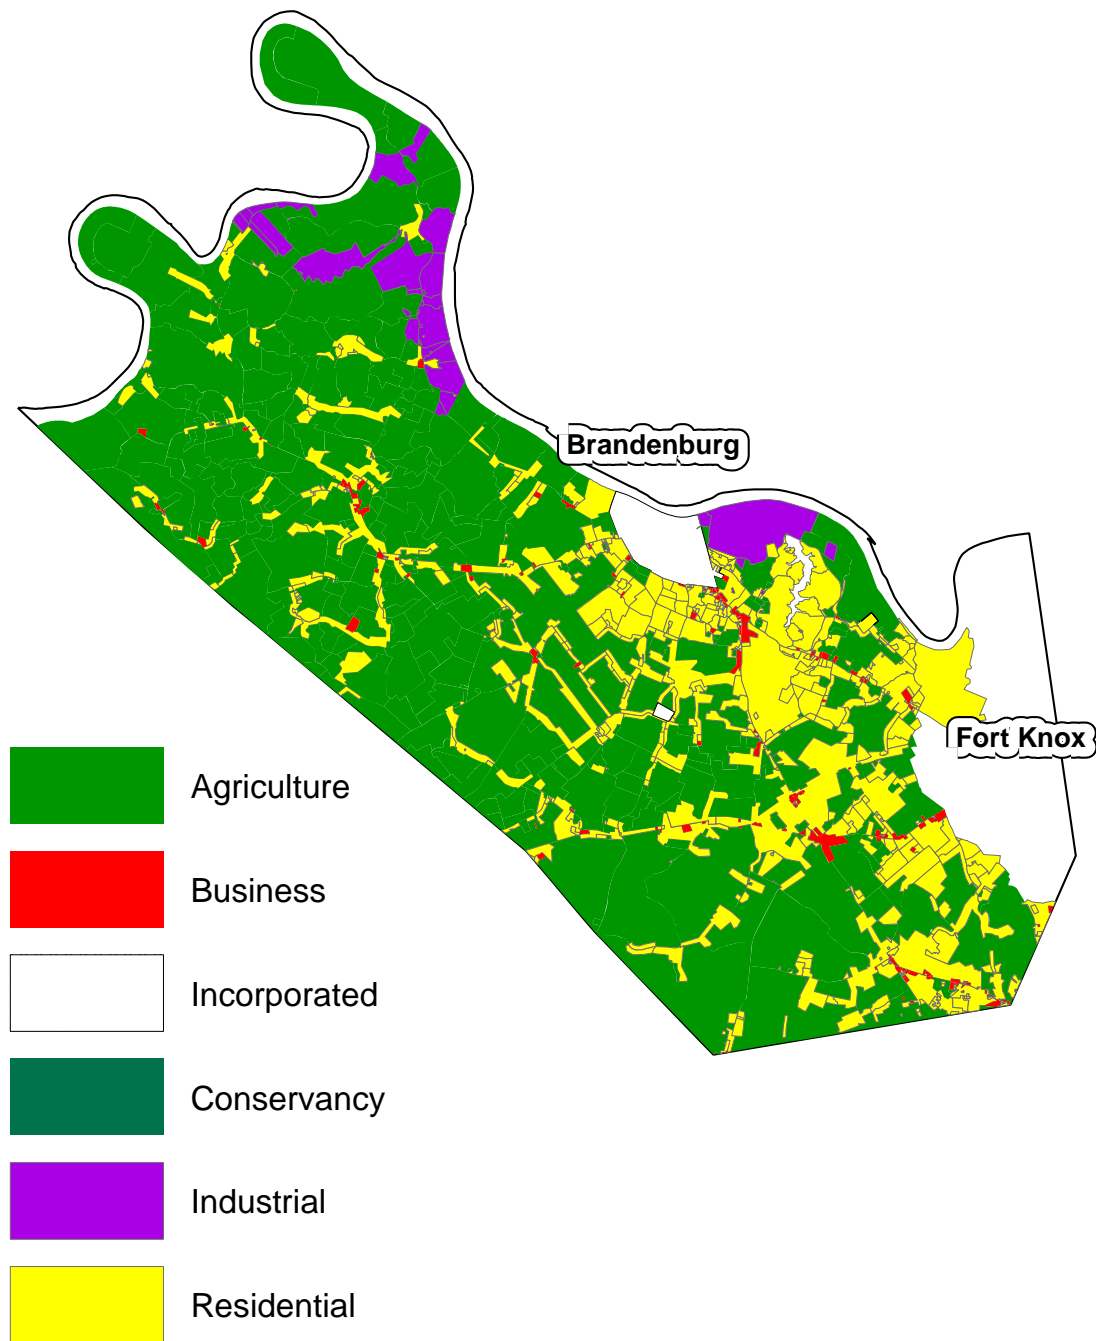 Brandenburg
Fort Knox
Agriculture
Business
Incorporated
Conservancy
Industrial
Residential